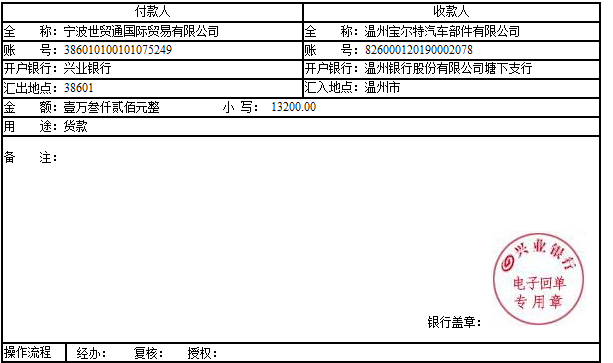 付款人 收款人
全 称：宁波世贸通国际贸易有限公司 全 称：温州宝尔特汽车部件有限公司
账 号：386010100101075249 账 号：826000120190002078
开户银行：兴业银行 开户银行：温州银行股份有限公司塘下支行
汇出地点：38601 汇入地点：温州市
金 额：壹万叁仟贰佰元整 小 写： 13200.00
用 途：货款
备 注：
兴业银行
电子回单
专用章
银行盖章：
操作流程 经办： 复核： 授权：